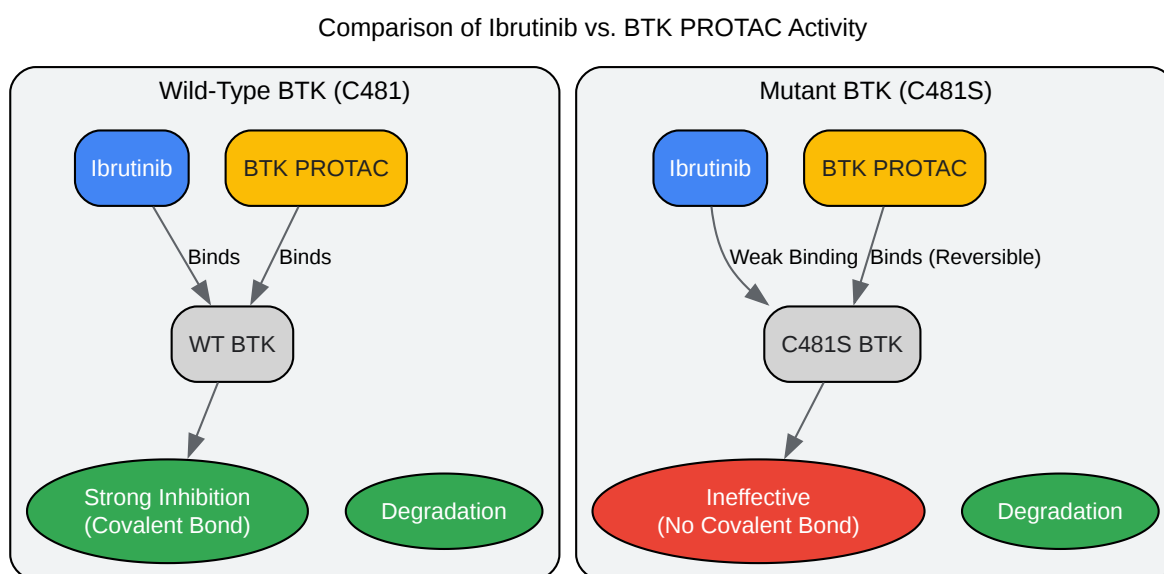 Comparison of Ibrutinib vs. BTK PROTAC Activity
Wild-Type BTK (C481)
Ibrutinib
BTK PROTAC
Binds
Binds
WT BTK
Strong Inhibition
(Covalent Bond)
Degradation
Mutant BTK (C481S)
Ibrutinib
BTK PROTAC
Weak Binding
Binds (Reversible)
C481S BTK
Ineffective
(No Covalent Bond)
Degradation